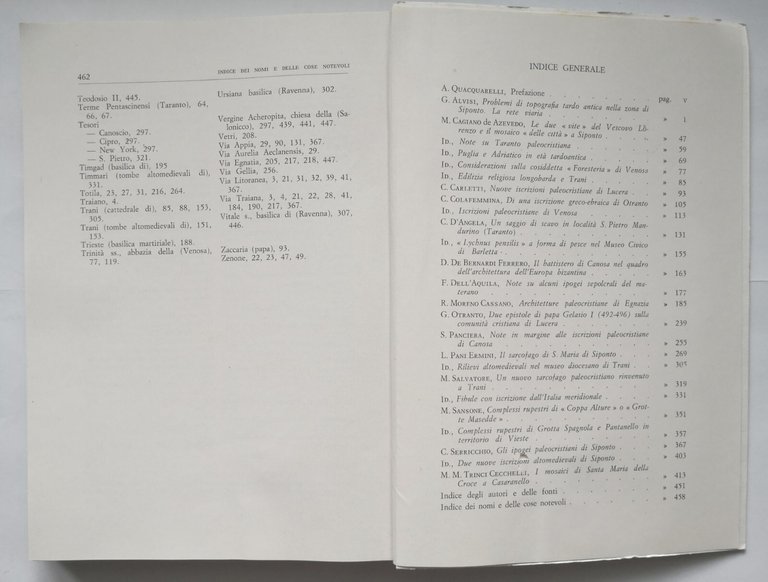 462
INDICE DEI NOMI E DELLE COSE NOTEVOLI
Teodosio II, 445.
Terme Pentascinensi (Taranto), 64,
66, 67.
Tesori
— Canoscio, 297.
— Cipro, 297.
— New York, 297.
— S. Pietro, 321.
Timgad (basilica di), 195
Timmari (tombe altomedievali di),
331.
Totila, 23, 27, 31, 216, 264.
Traiano, 4.
Trani (cattedrale di), 85, 88, 153,
305.
Trani (tombe altomedievali di), 151,
153.
Trieste (basilica martiriale), 188.
Trinità ss., abbazia della (Venosa),
77, 119.
Ursiana basilica (Ravenna), 302.
Vergine Acheropita, chiesa della (Sa-
lonicco), 297, 439, 441, 447.
Vetri, 208.
Via Appia, 29, 90, 131, 367.
Via Aurelia Aeclanensis, 29.
Via Egnatia, 205, 217, 218, 447.
Via Gellia, 256.
Via Litoranea, 3, 21, 31, 32, 39, 41,
367.
Via Traiana, 3, 4, 21, 22, 28, 41,
184, 190, 217, 367.
Vitale s., basilica di (Ravenna), 307,
446.
Zaccaria (papa), 93.
Zenone, 22, 23, 47, 49.
INDICE GENERALE
A. QUACQUARELLI, Prefazione . . . . . . . pag. V
G. ALVISI, Problemi di topografia tardo antica nella zona di
Siponto. La rete viaria . . . . . . . » 1
M. CAGIANO DE AZEVEDO, Le due « vite » del Vescovo Lo-
renzo e il mosaico « delle città » a Siponto . . . » 47
ID., Note su Taranto paleocristiana . . . . . » 59
ID., Puglia e Adriatico in età tardoantica . . . . » 69
ID., Considerazioni sulla cosiddetta « Foresteria » di Venosa » 77
ID., Edilizia religiosa longobarda e Trani . . . . » 85
C. CARLETTI, Nuove iscrizioni paleocristiane di Lucera . » 93
C. COLAFEMMINA, Di una iscrizione greco-ebraica di Otranto » 105
ID., Iscrizioni paleocristiane di Venosa . . . . » 113
C. D'ANGELA, Un saggio di scavo in località S. Pietro Man-
durino (Taranto) . . . . . . . » 131
ID., « Lychnus pensilis » a forma di pesce nel Museo Civico
di Barletta . . . . . . . » 155
D. DE BERNARDI FERRERO, Il battistero di Canosa nel quadro
dell'architettura dell'Europa bizantina . . . . » 163
F. DELL'AQUILA, Note su alcuni ipogei sepolcrali del ma-
terano . . . . . . . » 177
R. MORENO CASSANO, Architetture paleocristiane di Egnazia » 185
G. OTRANTO, Due epistole di papa Gelasio I (492-496) sulla
comunità cristiana di Lucera . . . . . » 239
S. PANCIERA, Note in margine alle iscrizioni paleocristiane
di Canosa . . . . . . . » 255
L. PANI ERMINI, Il sarcofago di S. Maria di Siponto . . » 269
ID., Rilievi altomedievali nel museo diocesano di Trani . » 305
M. SALVATORE, Un nuovo sarcofago paleocristiano rinvenuto
a Trani . . . . . . . » 319
ID., Fibule con iscrizione dall'Italia meridionale . . . » 331
M. SANSONE, Complessi rupestri di « Coppa Alture » o « Grot-
te Masedde » . . . . . . . » 351
ID., Complessi rupestri di Grotta Spagnola e Pantanello in
territorio di Vieste . . . . . . . » 357
C. SERRICCHIO, Gli ipogei paleocristiani di Siponto . . » 367
ID., Due nuove iscrizioni altomedievali di Siponto . . » 403
M. M. TRINCI CECCHELLI, I mosaici di Santa Maria della
Croce a Casaranello . . . . . . . » 413
Indice degli autori e delle fonti . . . . . » 451
Indice dei nomi e delle cose notevoli . . . . . » 458